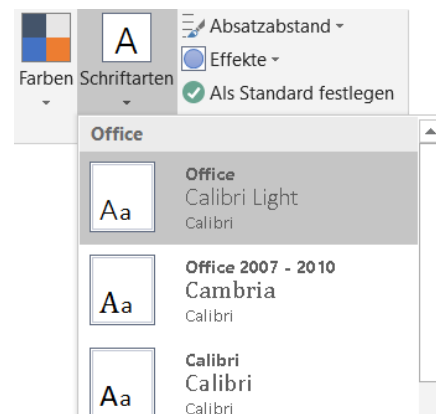 A
Absatzabstand
Effekte
Farben Schriftarten
Als Standard festlegen
Office
Aa
Office
Calibri Light
Calibri
Aa
Office 2007 - 2010
Cambria
Calibri
Aa
Calibri
Calibri
Calibri